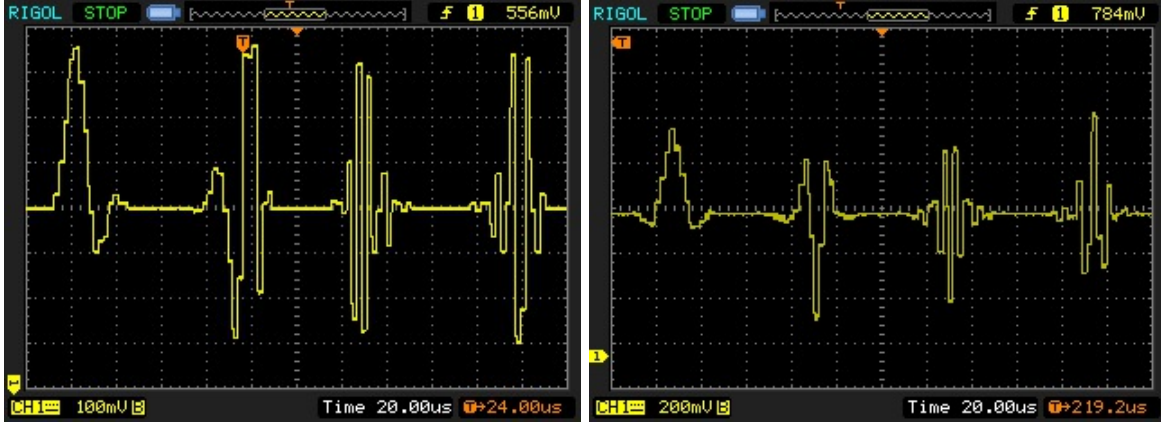 RIGOL STOP T ƒ 1 556mV
T
CH1 100mV B Time 20.00us T→24.00us
RIGOL STOP T ƒ 1 784mV
T
1
CH1 200mV B Time 20.00us T→219.2us